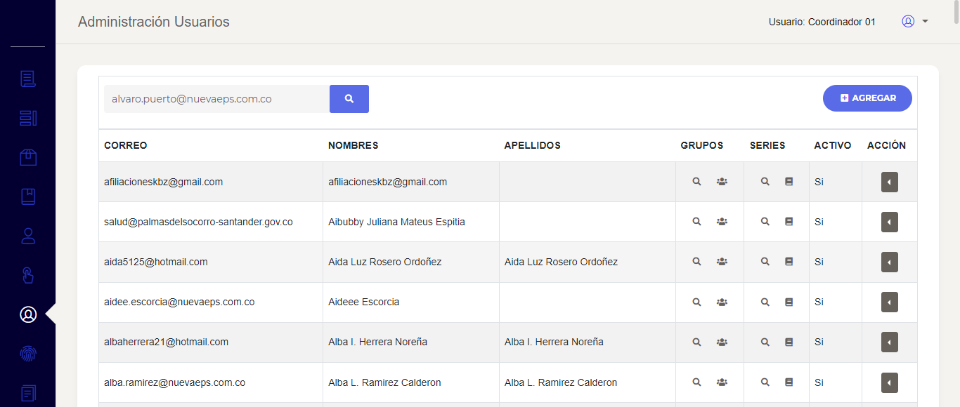 Administración Usuarios
Usuario: Coordinador 01
alvaro.puerto@nuevaeps.com.co
AGREGAR
CORREO NOMBRES APELLIDOS GRUPOS SERIES ACTIVO ACCIÓN
afiliacioneskbz@gmail.com afiliacioneskbz@gmail.com Si
salud@palmasdelsocorro-santander.gov.co Aibubby Juliana Mateus Espitia Si
aida5125@hotmail.com Aida Luz Rosero Ordoñez Aida Luz Rosero Ordoñez Si
aidee.escorcia@nuevaeps.com.co Aideee Escorcia Si
albaherrera21@hotmail.com Alba I. Herrera Noreña Alba I. Herrera Noreña Si
alba.ramirez@nuevaeps.com.co Alba L. Ramirez Calderon Alba L. Ramirez Calderon Si